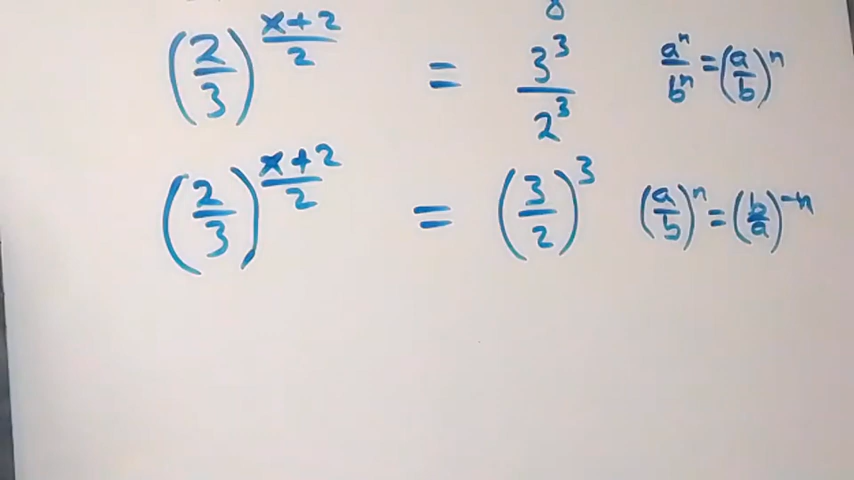 (2/3)^((x+2)/2) = 3^3/2^3 a^n/b^n = (a/b)^n
(2/3)^((x+2)/2) = (3/2)^3 (a/b)^n = (b/a)^-n